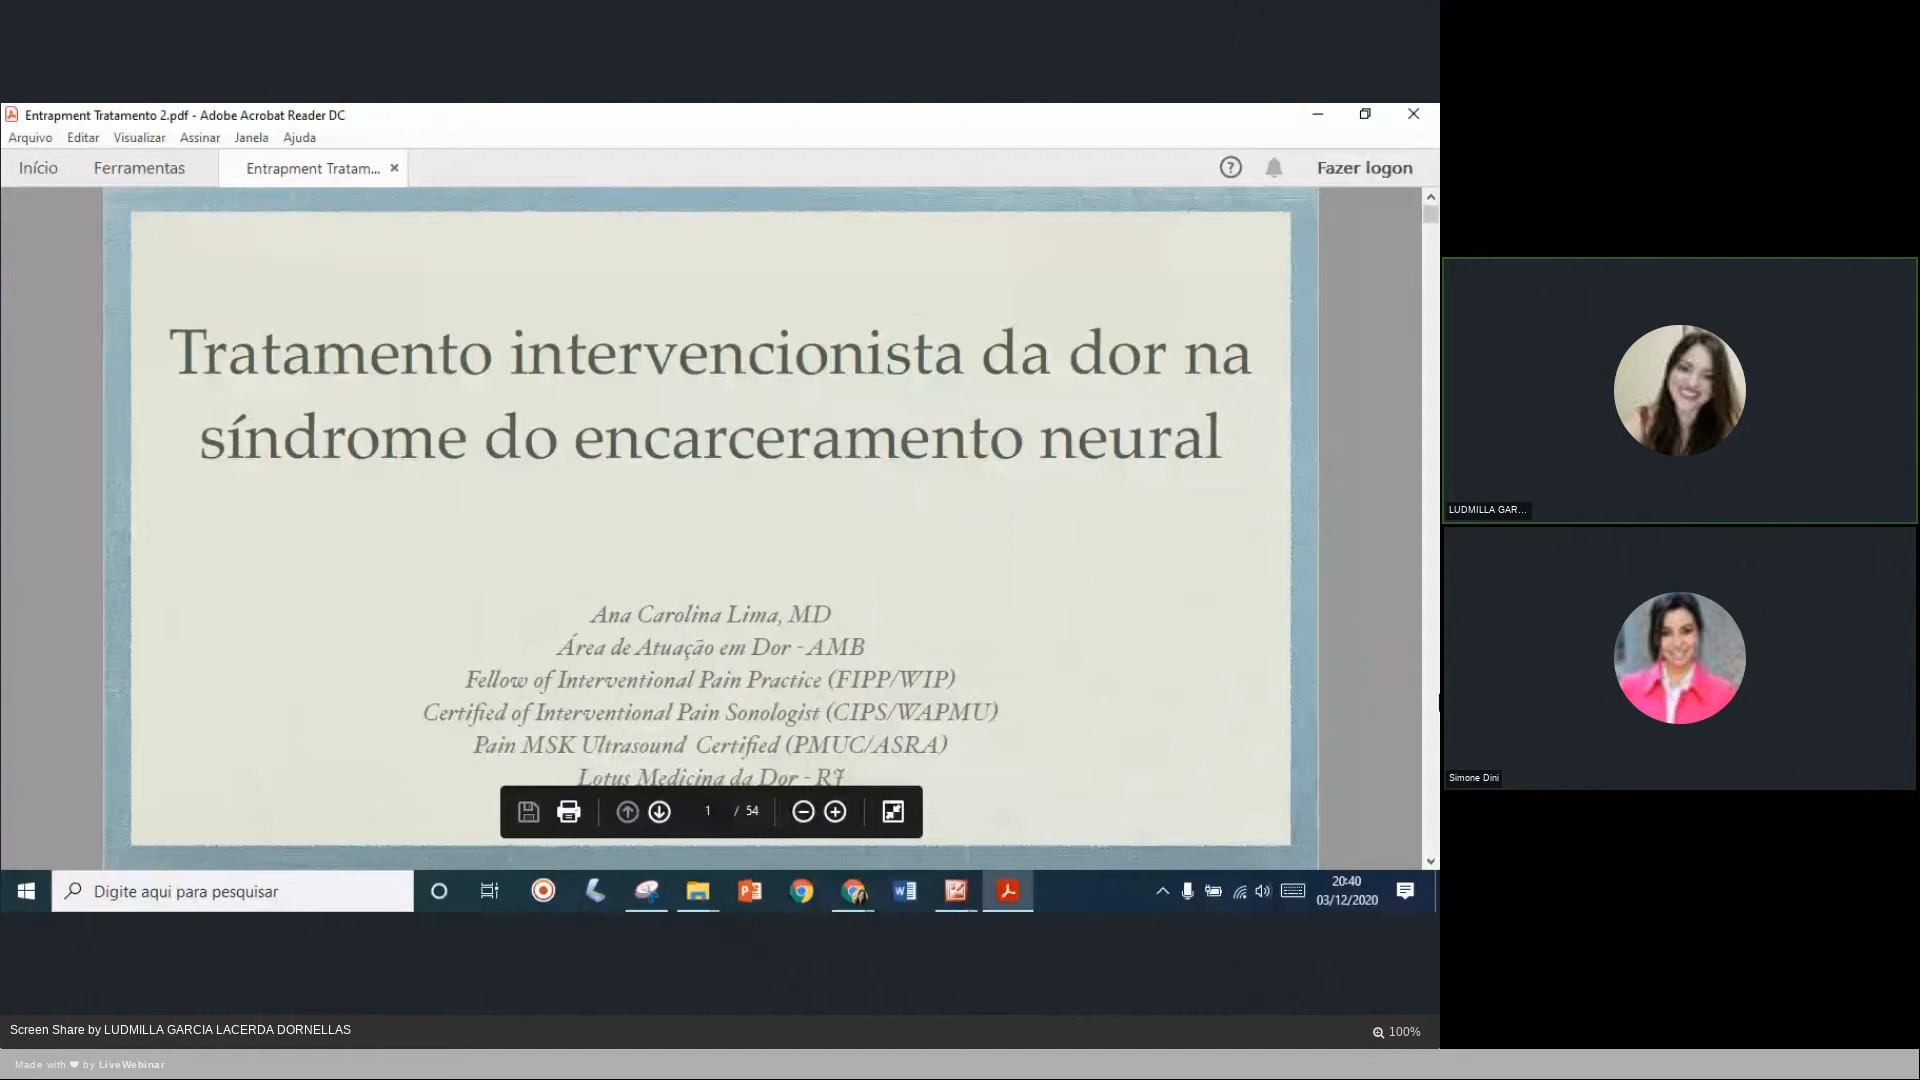 Entrapment Tratamento 2.pdf - Adobe Acrobat Reader DC
Arquivo Editar Visualizar Assinar Janela Ajuda
Início Ferramentas Entrapment Tratam... Fazer logon
Tratamento intervencionista da dor na
síndrome do encarceramento neural
Ana Carolina Lima, MD
Área de Atuação em Dor - AMB
Fellow of Interventional Pain Practice (FIPP/WIP)
Certified of Interventional Pain Sonologist (CIPS/WAPMU)
Pain MSK Ultrasound Certified (PMUC/ASRA)
Lotus Medicina da Dor - RJ
1 / 54
Digite aqui para pesquisar
20:40
03/12/2020
LUDMILLA GAR...
Simone Dini
Screen Share by LUDMILLA GARCIA LACERDA DORNELLAS
100%
Made with ❤ by LiveWebinar